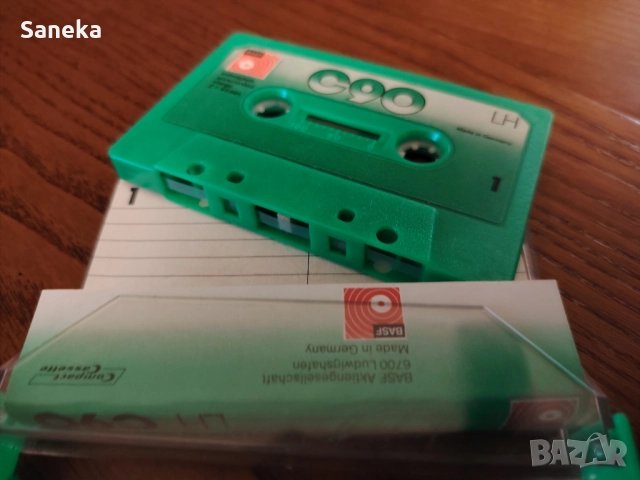 Saneka
BASF
C90
LH
Made in Germany
1
1
BASF
BASF Aktiengesellschaft
6700 Ludwigshafen
Made in Germany
Compact
Cassette
LH C90
BAZAR